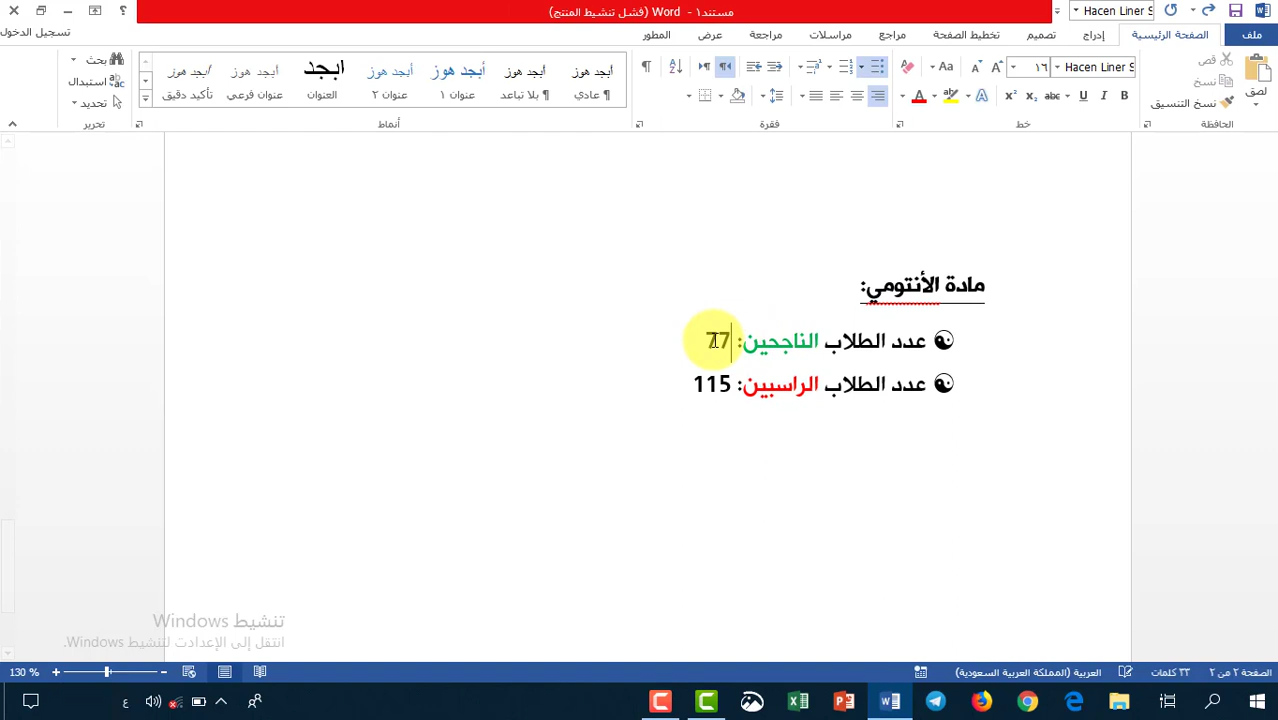 مستند١ - Word (فشل تنشيط المنتج)
Hacen Liner S
ملف
الصفحة الرئيسية
إدراج
تصميم
تخطيط الصفحة
مراجع
مراسلات
مراجعة
عرض
المطور
تسجيل الدخول
لصق
قص
نسخ
نسخ التنسيق
الحافظة
Hacen Liner S
١٦
Aa
خط
فقرة
أبجد هوز
عادي ¶
أبجد هوز
بلا تباعد ¶
أبجد هوز
عنوان ١
أبجد هوز
عنوان ٢
ابجد
العنوان
أبجد هوز
عنوان فرعي
أبجد هوز
تأكيد دقيق
أنماط
بحث
استبدال
تحديد
تحرير
مادة الأنتومي:
عدد الطلاب الناجحين: 77
عدد الطلاب الراسبين: 115
تنشيط Windows
انتقل إلى الإعدادت لتنشيط Windows.
الصفحة ٢ من ٢
٣٣ كلمات
العربية (المملكة العربية السعودية)
130 %
ع